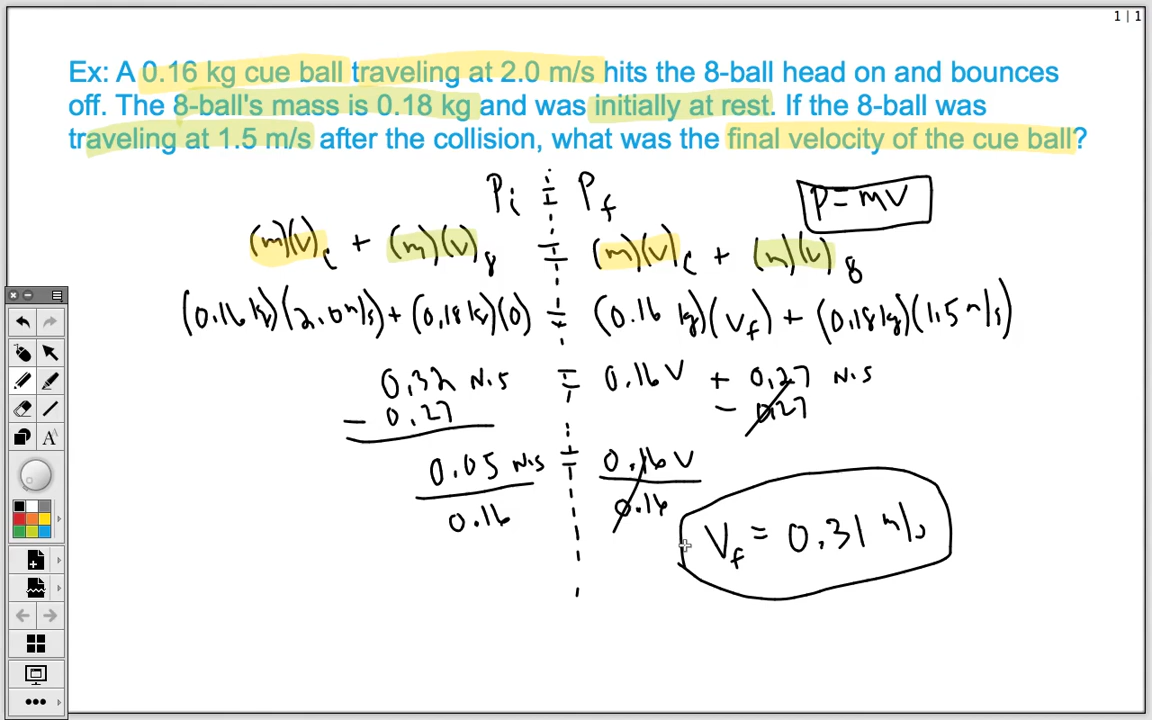 1 | 1
Ex: A 0.16 kg cue ball traveling at 2.0 m/s hits the 8-ball head on and bounces
off. The 8-ball's mass is 0.18 kg and was initially at rest. If the 8-ball was
traveling at 1.5 m/s after the collision, what was the final velocity of the cue ball?
Pi = Pf
P = mV
(m)(v)c + (m)(v)8 = (m)(v)c + (m)(v)8
(0.16 kg)(2.0 m/s) + (0.18 kg)(0) = (0.16 kg)(Vf) + (0.18 kg)(1.5 m/s)
0.32 N·s = 0.16 V + 0.27 N·s
- 0.27 - 0.27
0.05 N·s = 0.16 V
0.16 0.16
Vf = 0.31 m/s
A